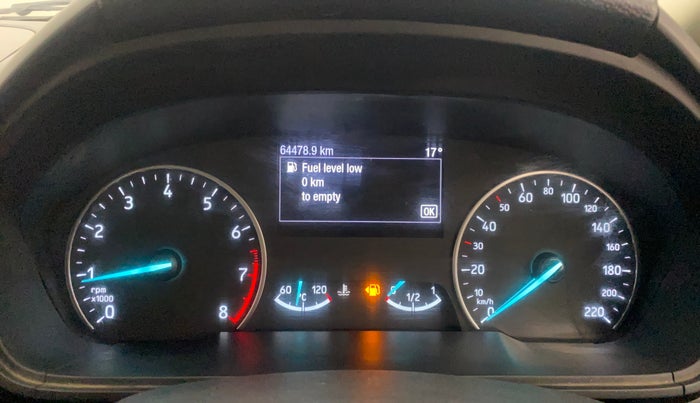 64478.9 km 17°
Fuel level low
0 km
to empty
OK
0 1 2 3 4 5 6 7 8
rpm
x1000
60 120
°C
0 1/2 1
0 10 20 30 40 50 60 80 100 120 140 160 180 200 220
km/h